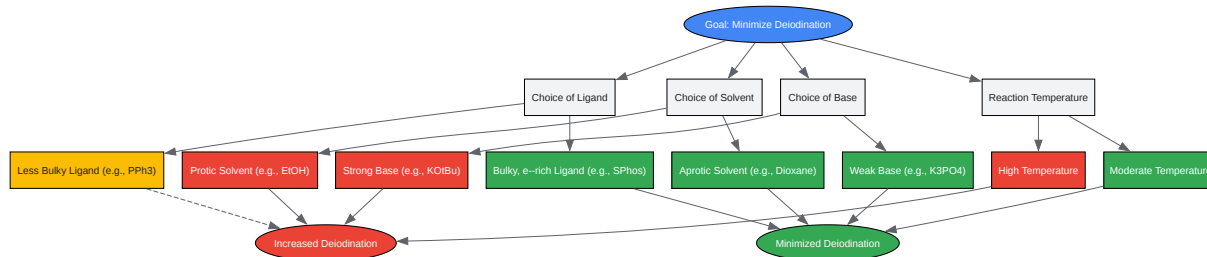 Goal: Minimize Deiodination
Choice of Ligand
Choice of Solvent
Choice of Base
Reaction Temperature
Less Bulky Ligand (e.g., PPh3)
Protic Solvent (e.g., EtOH)
Strong Base (e.g., KOtBu)
Bulky, e--rich Ligand (e.g., SPhos)
Aprotic Solvent (e.g., Dioxane)
Weak Base (e.g., K3PO4)
High Temperature
Moderate Temperature
Increased Deiodination
Minimized Deiodination